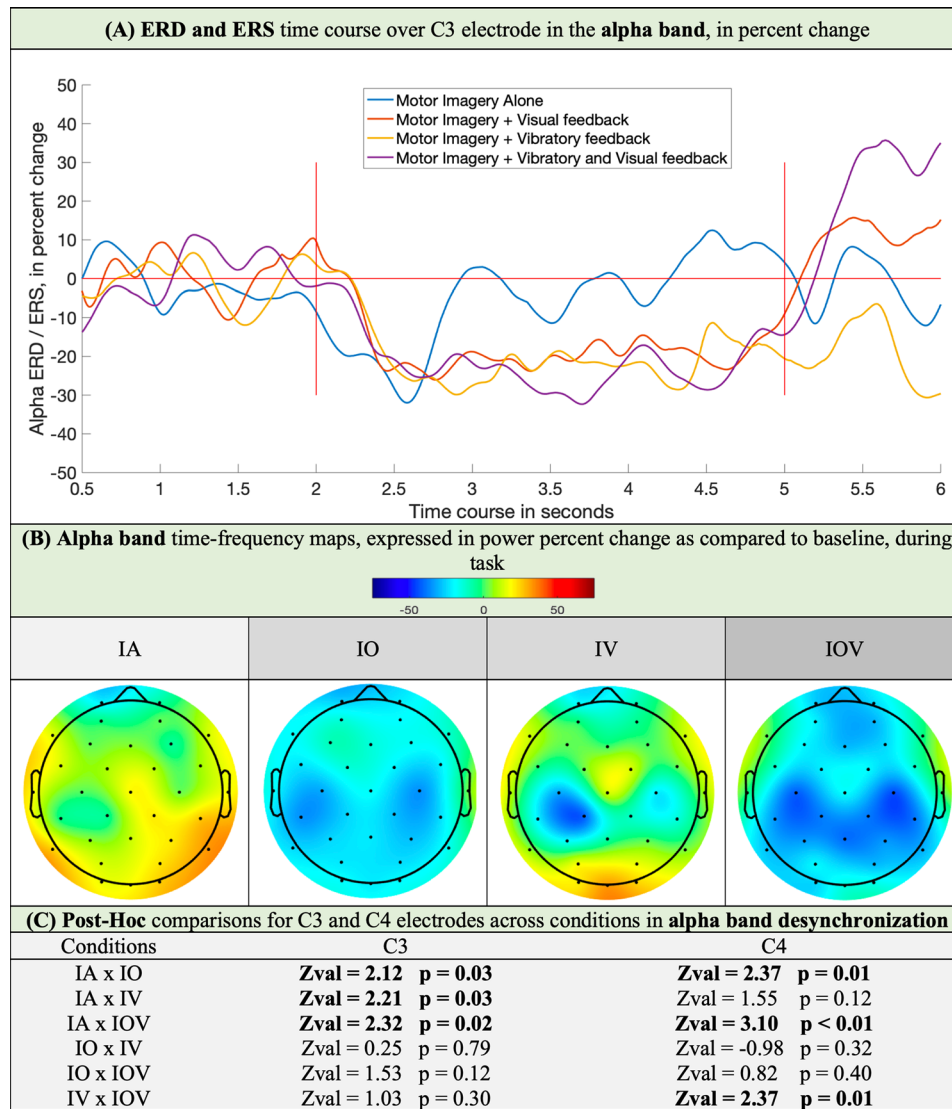 (A) ERD and ERS time course over C3 electrode in the alpha band, in percent change
50
40
30
20
10
0
-10
-20
-30
-40
-50
Alpha ERD / ERS, in percent change
Motor Imagery Alone
Motor Imagery + Visual feedback
Motor Imagery + Vibratory feedback
Motor Imagery + Vibratory and Visual feedback
0.5 1 1.5 2 2.5 3 3.5 4 4.5 5 5.5 6
Time course in seconds
(B) Alpha band time-frequency maps, expressed in power percent change as compared to baseline, during
task
-50 0 50
IA IO IV IOV
(C) Post-Hoc comparisons for C3 and C4 electrodes across conditions in alpha band desynchronization
Conditions C3 C4
IA x IO Zval = 2.12 p = 0.03 Zval = 2.37 p = 0.01
IA x IV Zval = 2.21 p = 0.03 Zval = 1.55 p = 0.12
IA x IOV Zval = 2.32 p = 0.02 Zval = 3.10 p < 0.01
IO x IV Zval = 0.25 p = 0.79 Zval = -0.98 p = 0.32
IO x IOV Zval = 1.53 p = 0.12 Zval = 0.82 p = 0.40
IV x IOV Zval = 1.03 p = 0.30 Zval = 2.37 p = 0.01